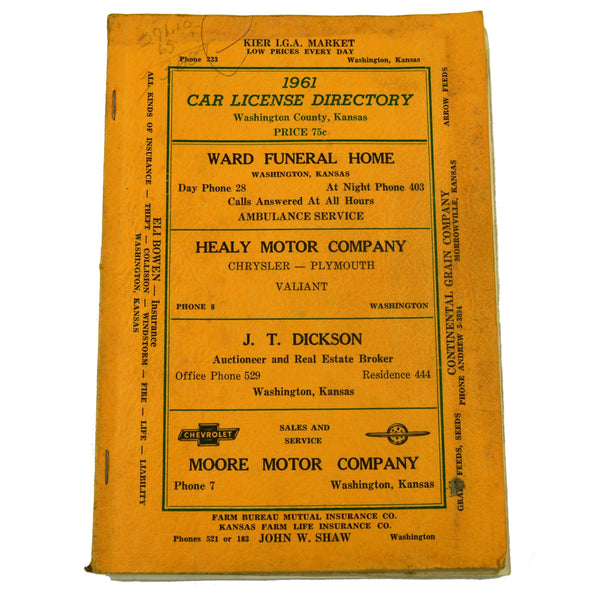 KIER I.G.A. MARKET
LOW PRICES EVERY DAY
Phone 233 Washington, Kansas
1961
CAR LICENSE DIRECTORY
Washington County, Kansas
PRICE 75c
WARD FUNERAL HOME
WASHINGTON, KANSAS
Day Phone 28 At Night Phone 403
Calls Answered At All Hours
AMBULANCE SERVICE
HEALY MOTOR COMPANY
CHRYSLER — PLYMOUTH
VALIANT
PHONE 8 WASHINGTON
J. T. DICKSON
Auctioneer and Real Estate Broker
Office Phone 529 Residence 444
Washington, Kansas
CHEVROLET
SALES AND
SERVICE
MOORE MOTOR COMPANY
Phone 7 Washington, Kansas
FARM BUREAU MUTUAL INSURANCE CO.
KANSAS FARM LIFE INSURANCE CO.
Phones 521 or 183 JOHN W. SHAW Washington
ELI BOWEN — Insurance
ALL KINDS OF INSURANCE — THEFT — COLLISION — WINDSTORM — FIRE — LIFE — LIABILITY
WASHINGTON, KANSAS
CONTINENTAL GRAIN COMPANY
MORROWVILLE, KANSAS
GRAIN, FEEDS, SEEDS PHONE ANDREW 5-3394 ARROW FEEDS